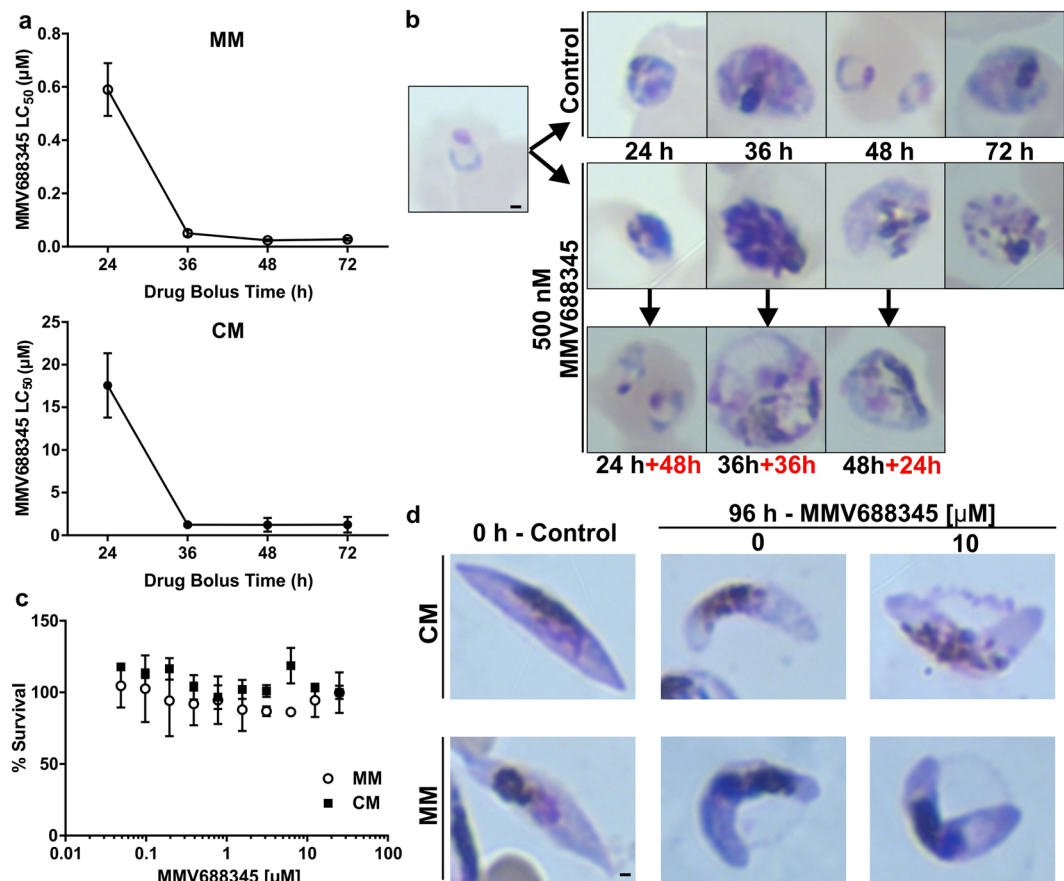 a
MM
MMV688345 LC50 (µM)
0.8
0.6
0.4
0.2
0.0
24 36 48 72
Drug Bolus Time (h)
CM
MMV688345 LC50 (µM)
25
20
15
10
5
0
24 36 48 72
Drug Bolus Time (h)
b
Control
24 h 36 h 48 h 72 h
500 nM
MMV688345
24 h+48h 36h+36h 48h+24h
c
% Survival
150
100
50
0
MM
CM
0.01 0.1 1 10 100
MMV688345 [µM]
d
0 h - Control
96 h - MMV688345 [µM]
0 10
CM
MM